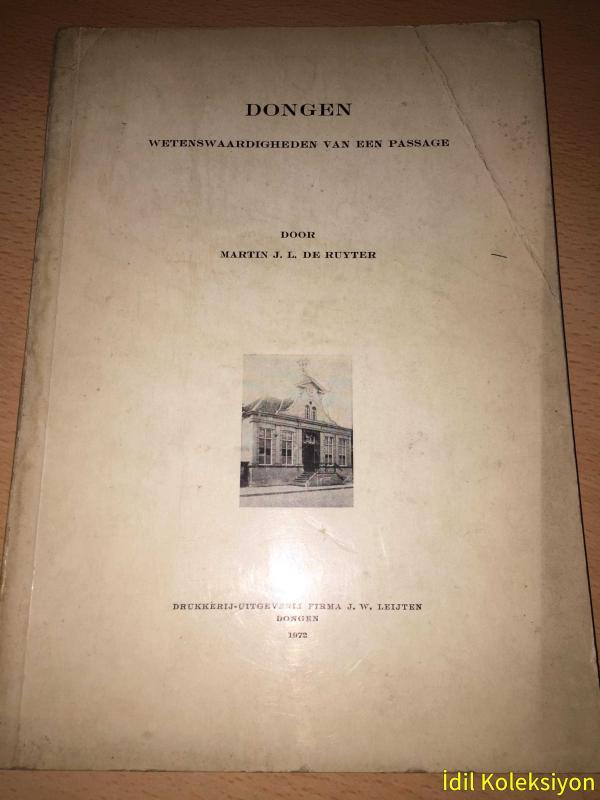 DONGEN
WETENSWAARDIGHEDEN VAN EEN PASSAGE
DOOR
MARTIN J. L. DE RUYTER
DRUKKERIJ-UITGEVERIJ FIRMA J. W. LEIJTEN
DONGEN
1972
İdil Koleksiyon